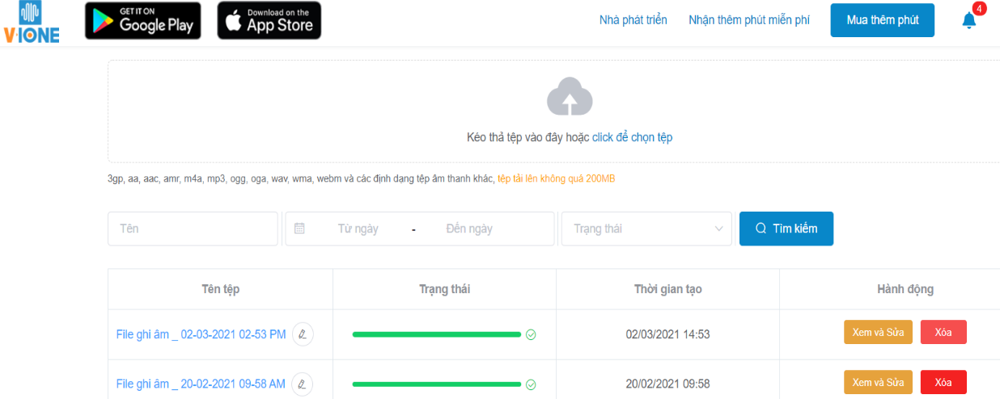 V-IONE
GET IT ON
Google Play
Download on the
App Store
Nhà phát triển
Nhận thêm phút miễn phí
Mua thêm phút
4
Kéo thả tệp vào đây hoặc click để chọn tệp
3gp, aa, aac, amr, m4a, mp3, ogg, oga, wav, wma, webm và các định dạng tệp âm thanh khác, tệp tải lên không quá 200MB
Tên
Từ ngày - Đến ngày
Trạng thái
Tìm kiếm
Tên tệp
Trạng thái
Thời gian tạo
Hành động
File ghi âm _ 02-03-2021 02-53 PM
02/03/2021 14:53
Xem và Sửa
Xóa
File ghi âm _ 20-02-2021 09-58 AM
20/02/2021 09:58
Xem và Sửa
Xóa